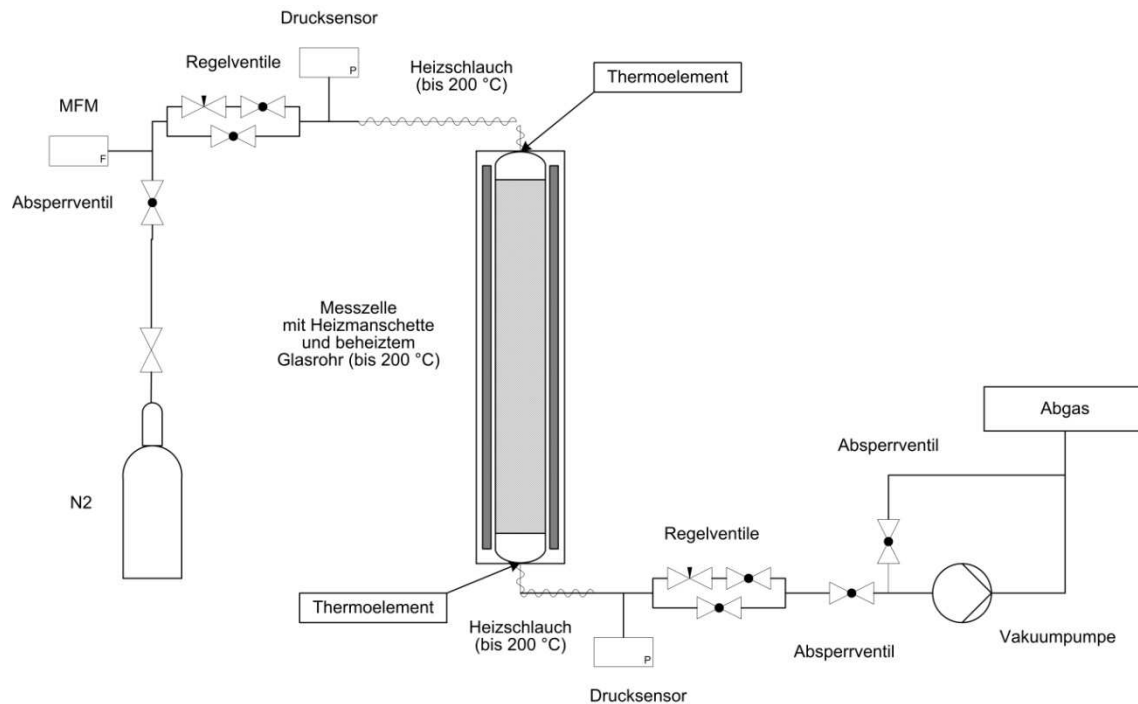 Drucksensor
P
Regelventile
Heizschlauch
(bis 200 °C)
Thermoelement
MFM
F
Absperrventil
Messzelle
mit Heizmanschette
und beheiztem
Glasrohr (bis 200 °C)
N2
Abgas
Absperrventil
Regelventile
Thermoelement
Heizschlauch
(bis 200 °C)
P
Drucksensor
Absperrventil
Vakuumpumpe